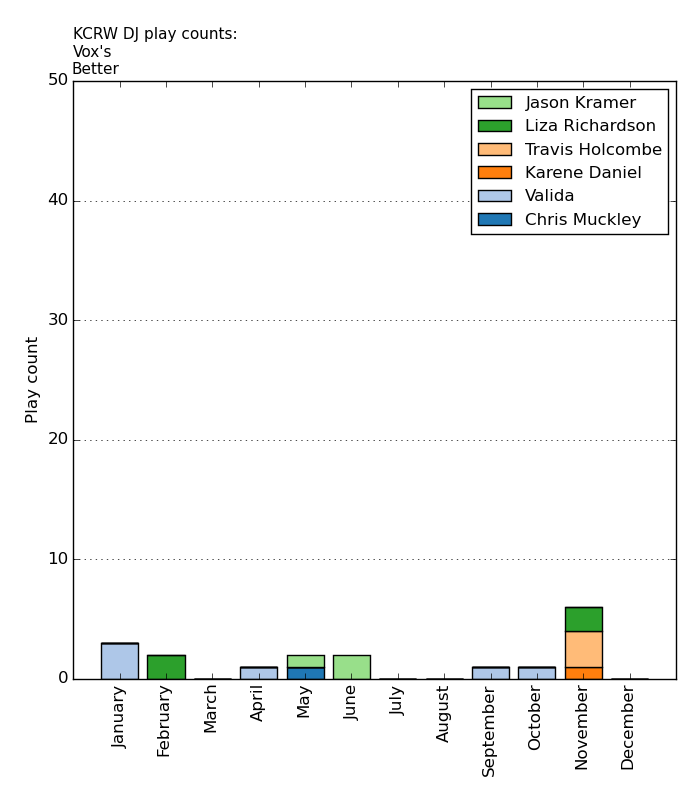 KCRW DJ play counts:
Vox's
Better
50
40
30
20
10
0
Play count
Jason Kramer
Liza Richardson
Travis Holcombe
Karene Daniel
Valida
Chris Muckley
January
February
March
April
May
June
July
August
September
October
November
December